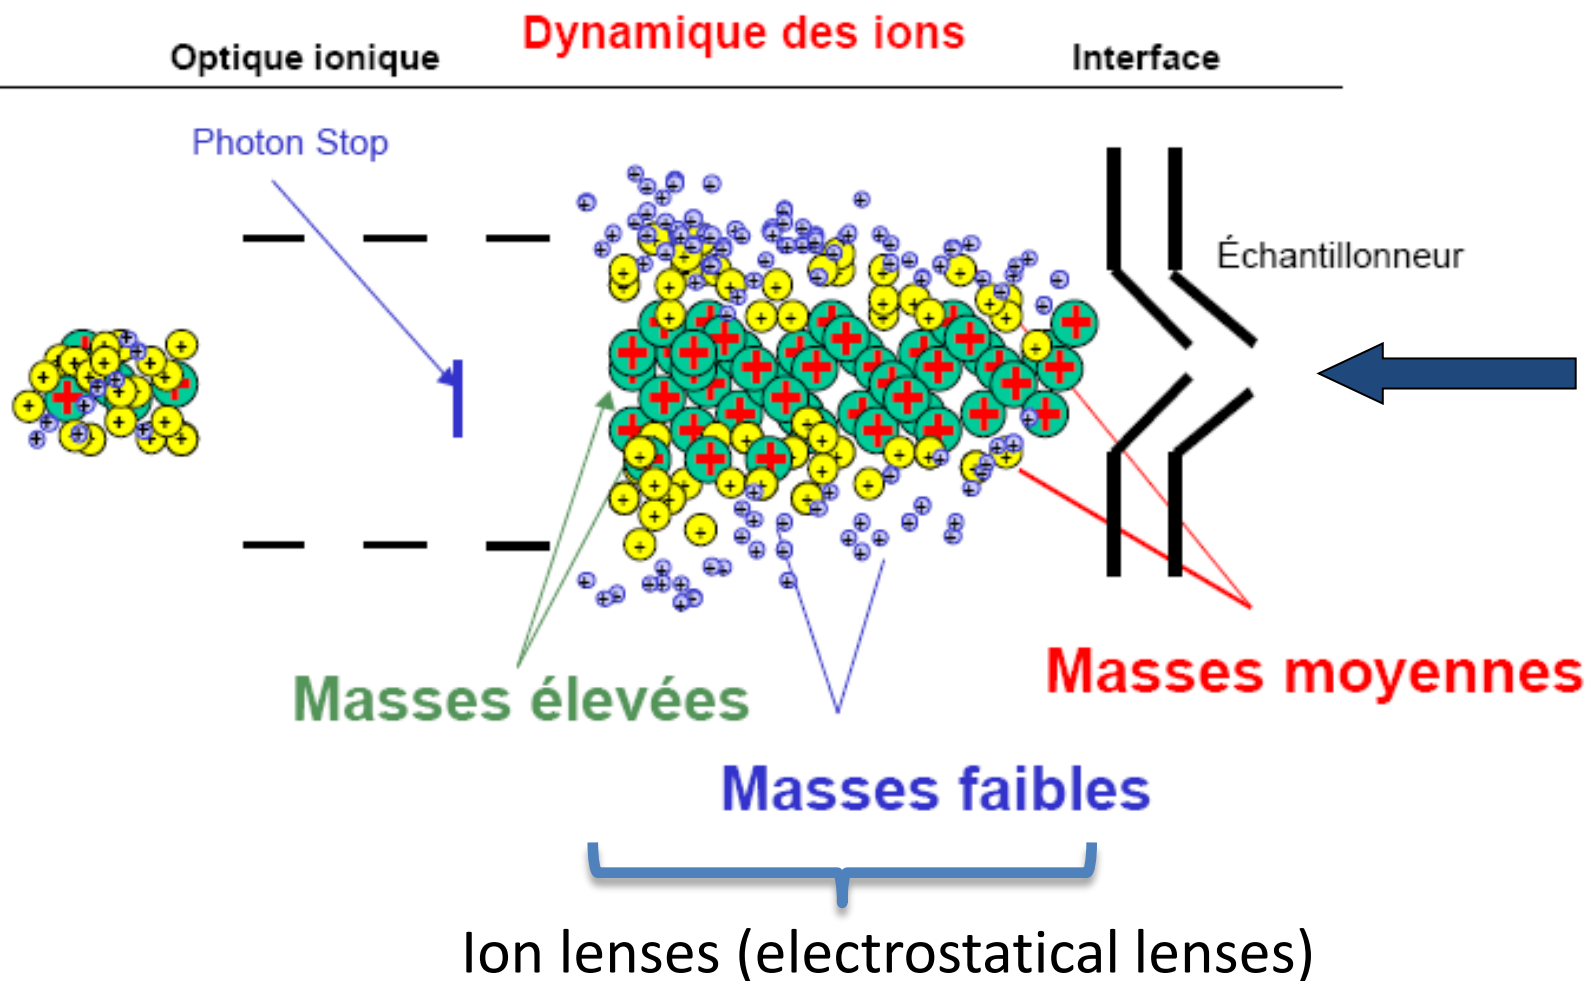 Dynamique des ions
Optique ionique
Interface
Photon Stop
Échantillonneur
Masses moyennes
Masses élevées
Masses faibles
Ion lenses (electrostatical lenses)